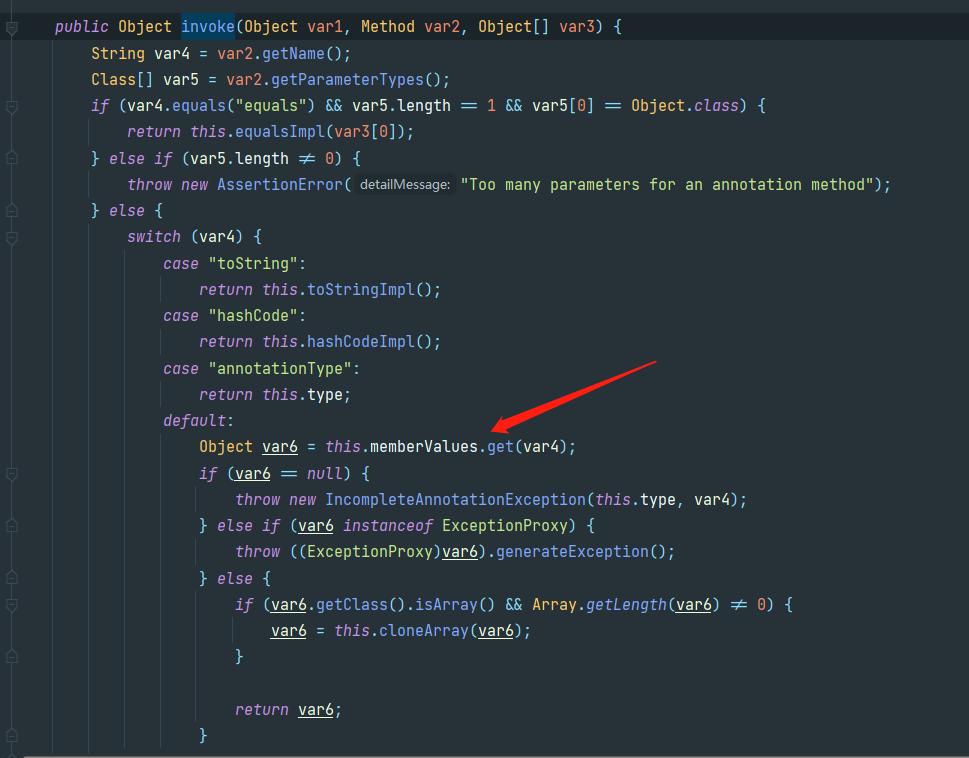 public Object invoke(Object var1, Method var2, Object[] var3) {
String var4 = var2.getName();
Class[] var5 = var2.getParameterTypes();
if (var4.equals("equals") && var5.length == 1 && var5[0] == Object.class) {
return this.equalsImpl(var3[0]);
} else if (var5.length != 0) {
throw new AssertionError( detailMessage: "Too many parameters for an annotation method");
} else {
switch (var4) {
case "toString":
return this.toStringImpl();
case "hashCode":
return this.hashCodeImpl();
case "annotationType":
return this.type;
default:
Object var6 = this.memberValues.get(var4);
if (var6 == null) {
throw new IncompleteAnnotationException(this.type, var4);
} else if (var6 instanceof ExceptionProxy) {
throw ((ExceptionProxy)var6).generateException();
} else {
if (var6.getClass().isArray() && Array.getLength(var6) != 0) {
var6 = this.cloneArray(var6);
}
return var6;
}